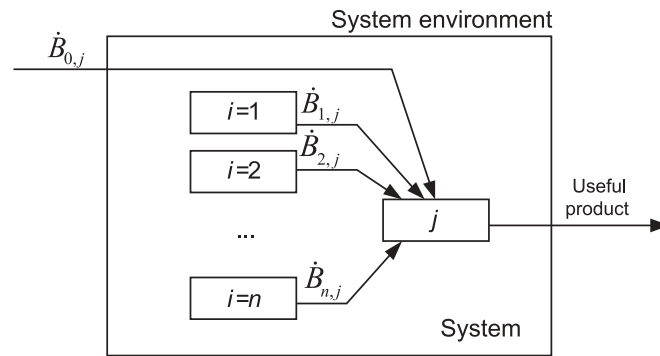 System environment
Ḃ0,j
i=1
Ḃ1,j
i=2
Ḃ2,j
Useful
product
j
...
i=n
Ḃn,j
System